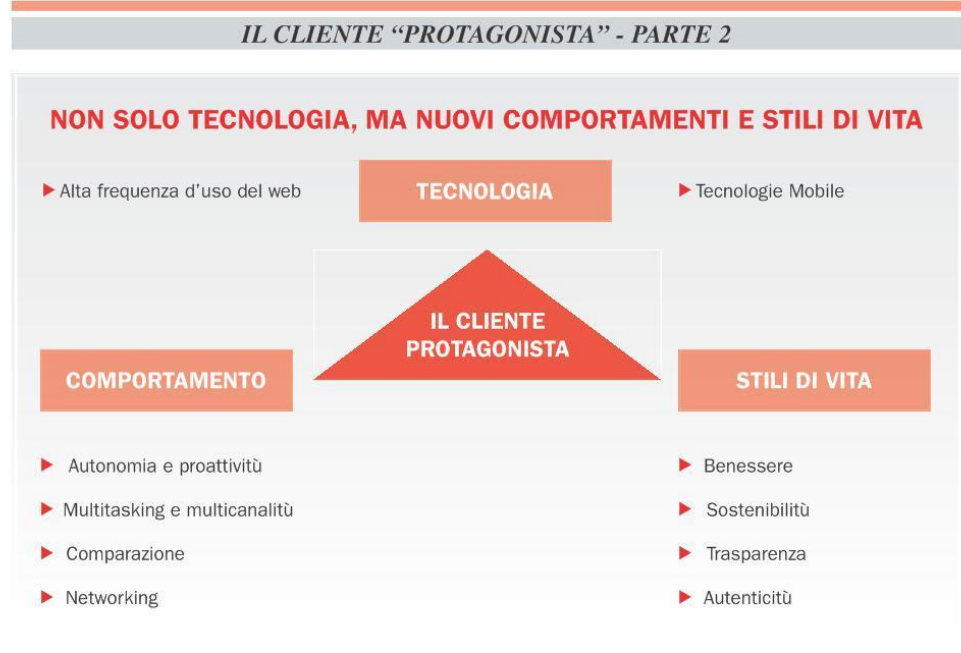 IL CLIENTE “PROTAGONISTA” - PARTE 2
NON SOLO TECNOLOGIA, MA NUOVI COMPORTAMENTI E STILI DI VITA
Alta frequenza d’uso del web
TECNOLOGIA
Tecnologie Mobile
IL CLIENTE
PROTAGONISTA
COMPORTAMENTO
Autonomia e proattivitù
Multitasking e multicanalitù
Comparazione
Networking
STILI DI VITA
Benessere
Sostenibilitù
Trasparenza
Autenticitù